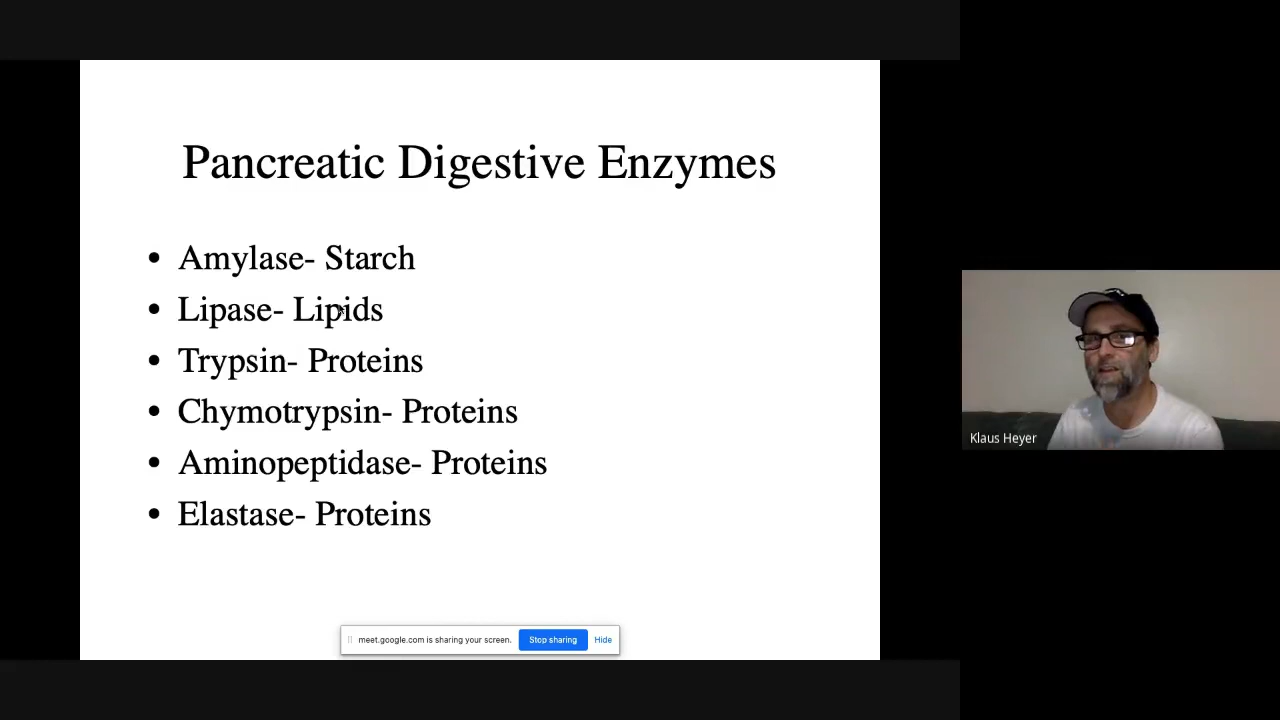 Pancreatic Digestive Enzymes
• Amylase- Starch
• Lipase- Lipids
• Trypsin- Proteins
• Chymotrypsin- Proteins
• Aminopeptidase- Proteins
• Elastase- Proteins
Klaus Heyer
meet.google.com is sharing your screen. Stop sharing Hide